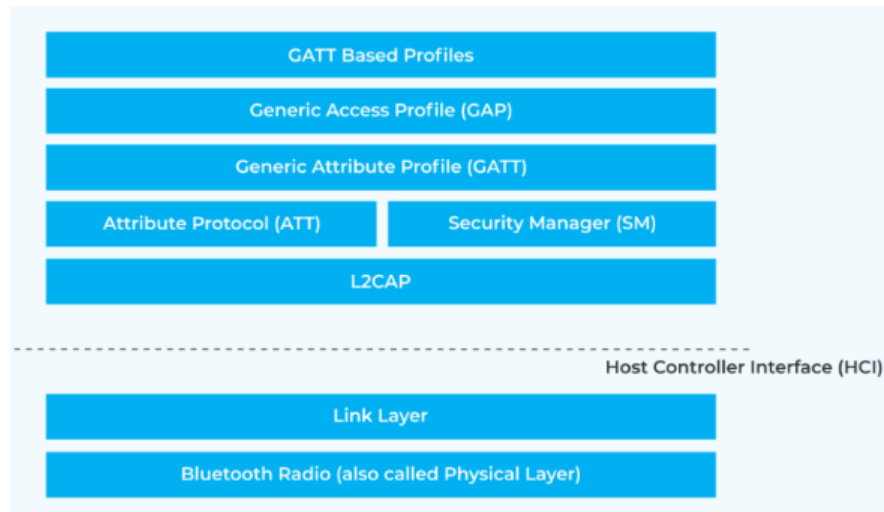 GATT Based Profiles
Generic Access Profile (GAP)
Generic Attribute Profile (GATT)
Attribute Protocol (ATT)
Security Manager (SM)
L2CAP
Host Controller Interface (HCI)
Link Layer
Bluetooth Radio (also called Physical Layer)